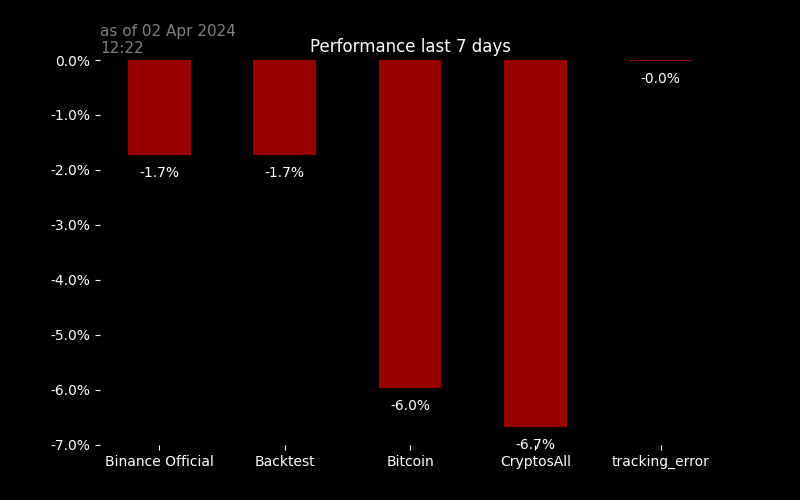 as of 02 Apr 2024
12:22
Performance last 7 days
0.0%
-1.0%
-2.0%
-3.0%
-4.0%
-5.0%
-6.0%
-7.0%
-1.7%
-1.7%
-6.0%
-6.7%
-0.0%
Binance Official
Backtest
Bitcoin
CryptosAll
tracking_error